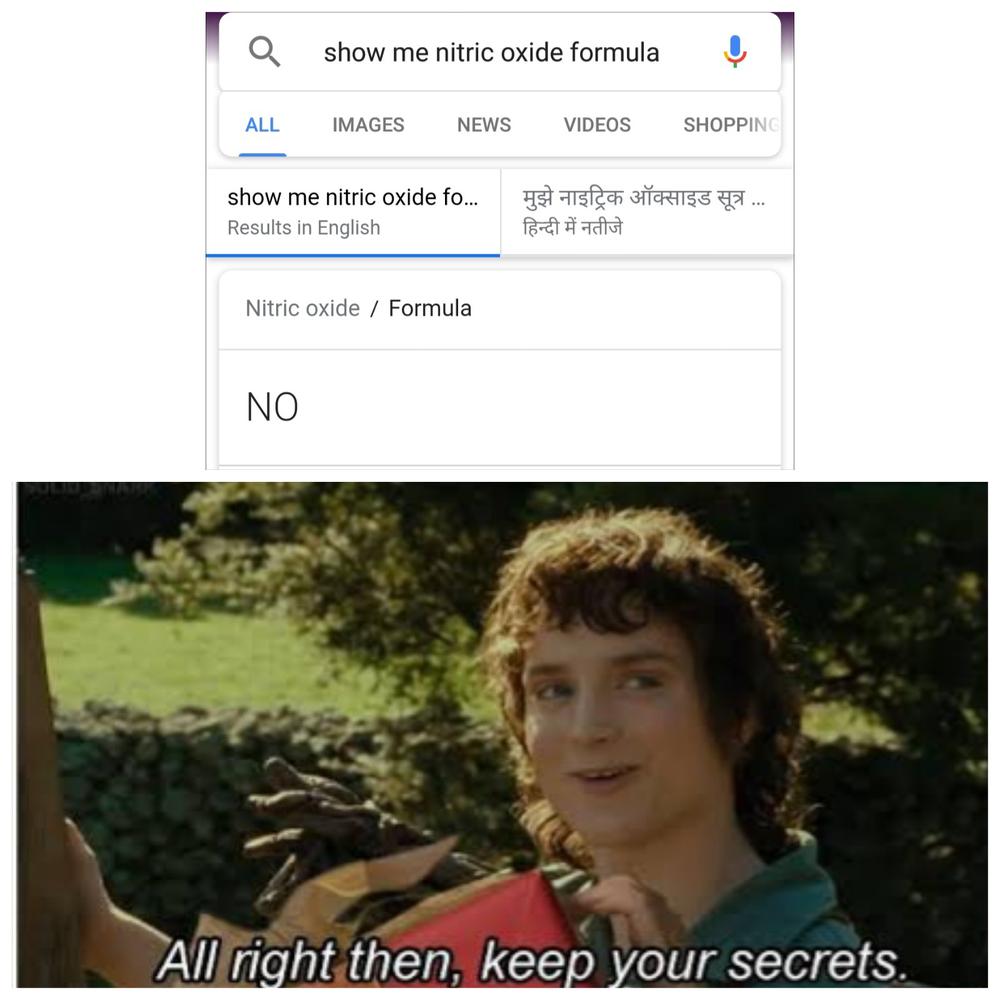 show me nitric oxide formula
ALL IMAGES NEWS VIDEOS SHOPPING
show me nitric oxide fo...
Results in English
मुझे नाइट्रिक ऑक्साइड सूत्र ...
हिन्दी में नतीजे
Nitric oxide / Formula
NO
All right then, keep your secrets.